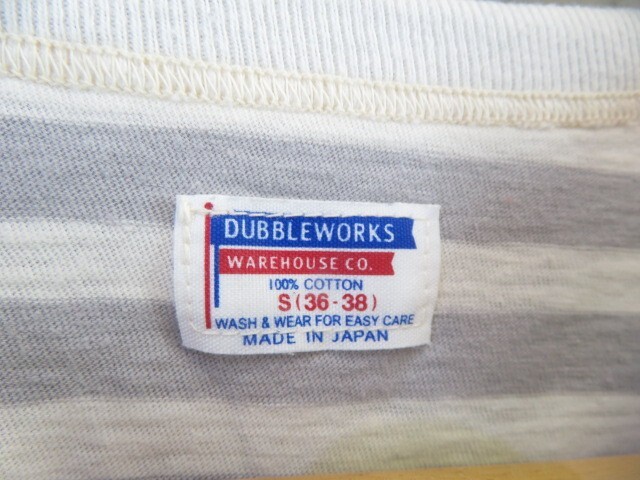 DUBBLEWORKS
WAREHOUSE CO.
100% COTTON
S(36-38)
WASH & WEAR FOR EASY CARE
MADE IN JAPAN